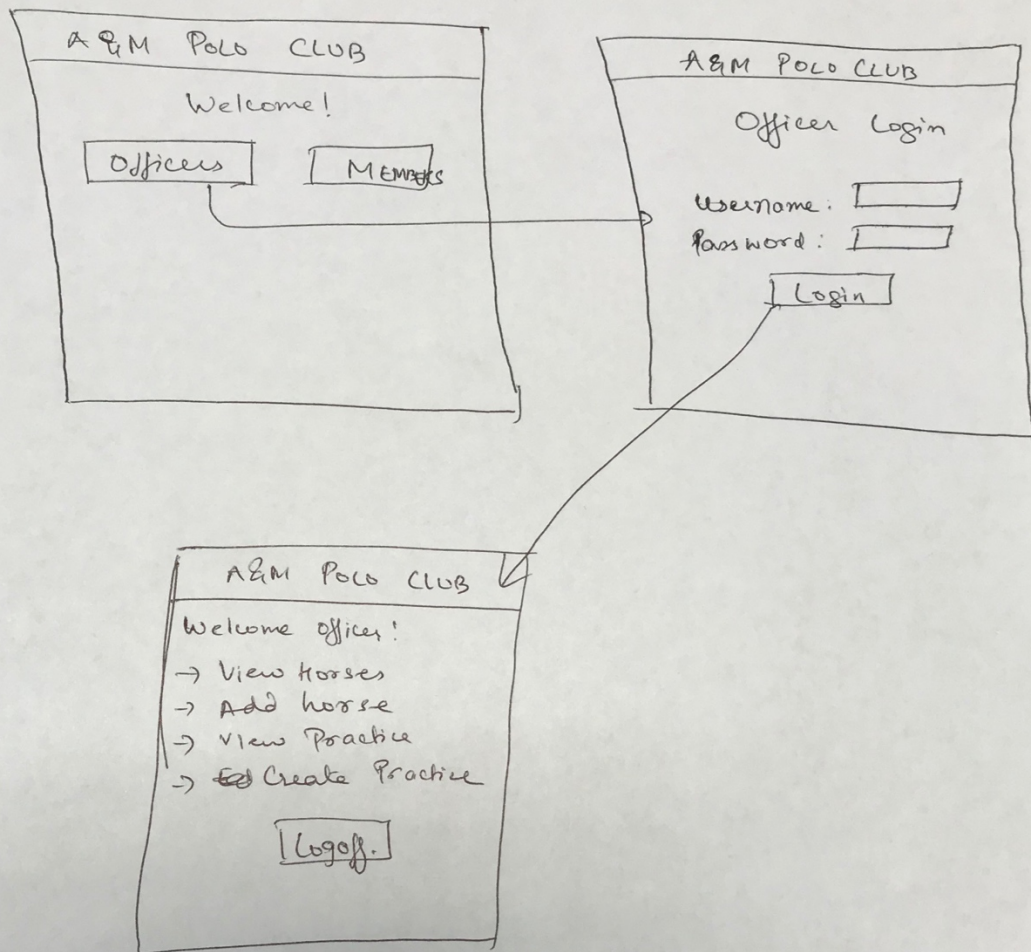 A&M POLO CLUB
Welcome!
Officers
MEMBERS
A&M POLO CLUB
Officer Login
Username:
Password:
Login
A&M POLO CLUB
Welcome officer!
→ View Horses
→ Add horse
→ View Practice
→ Create Practice
Logoff.